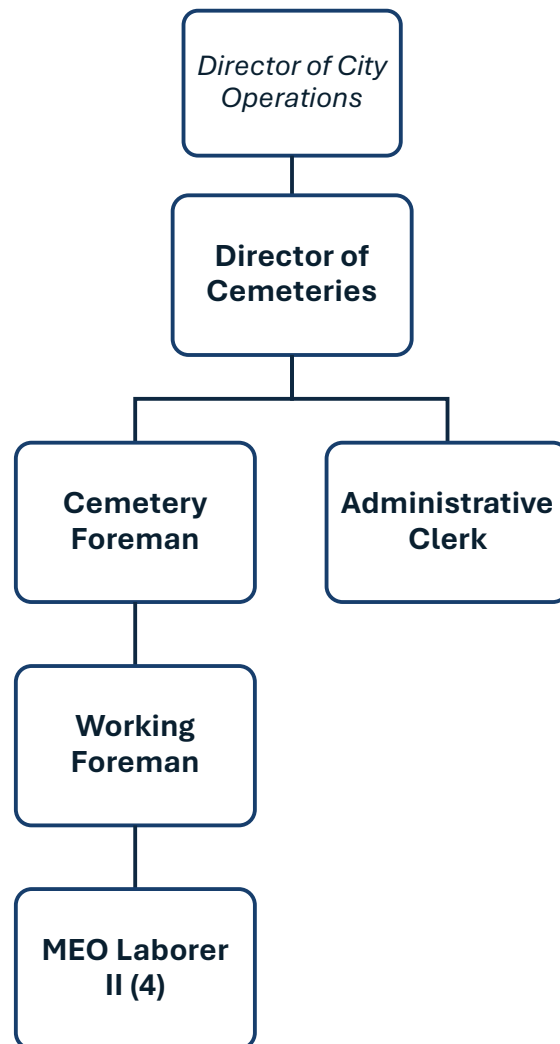 Director of City
Operations
Director of
Cemeteries
Cemetery
Foreman
Administrative
Clerk
Working
Foreman
MEO Laborer
II (4)